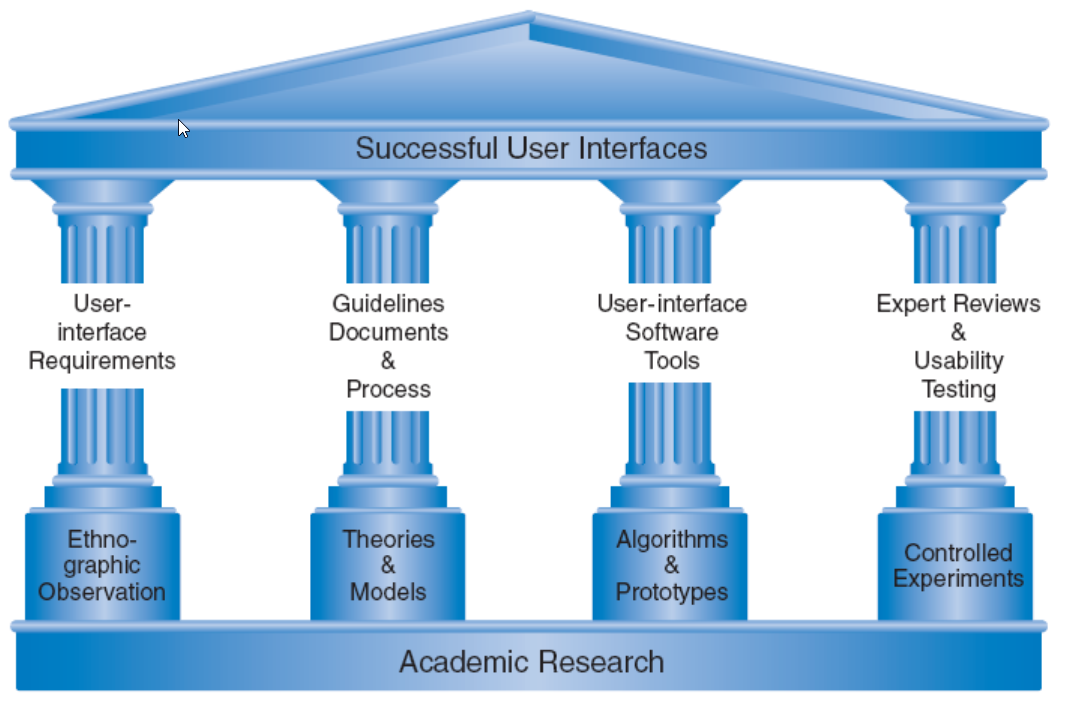 Successful User Interfaces
User-
interface
Requirements
Guidelines
Documents
&
Process
User-interface
Software
Tools
Expert Reviews
&
Usability
Testing
Ethno-
graphic
Observation
Theories
&
Models
Algorithms
&
Prototypes
Controlled
Experiments
Academic Research